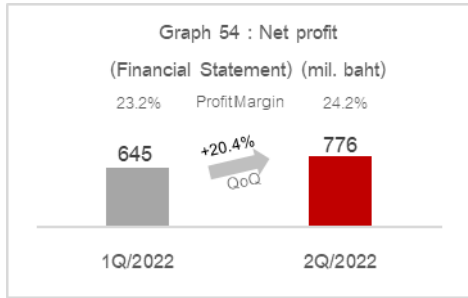 Graph 54 : Net profit
(Financial Statement) (mil. baht)
23.2% ProfitMargin 24.2%
645 +20.4% 776
QoQ
1Q/2022 2Q/2022